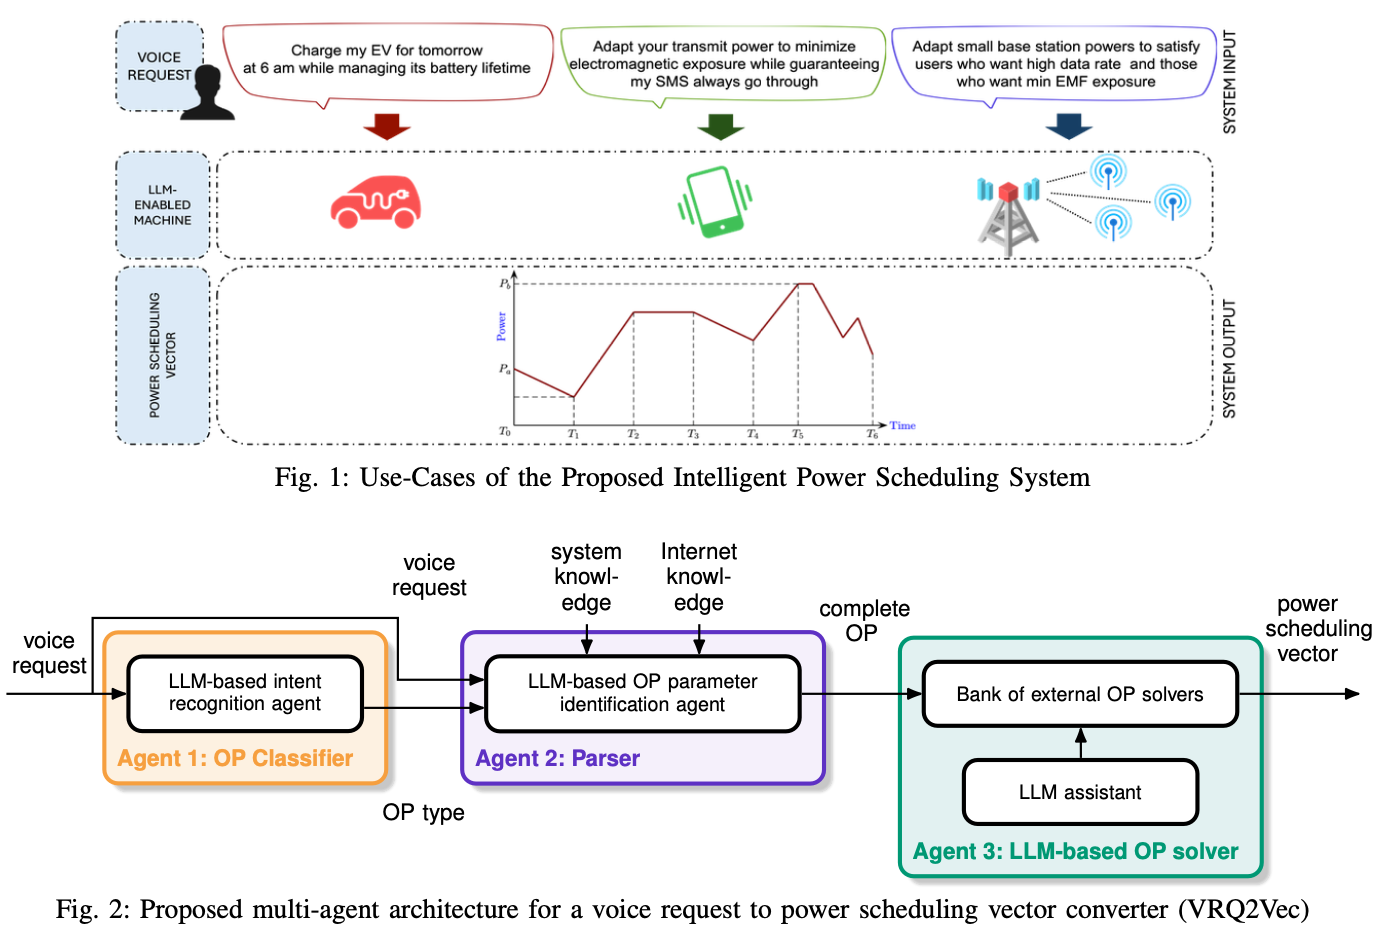 VOICE
REQUEST
Charge my EV for tomorrow
at 6 am while managing its battery lifetime
Adapt your transmit power to minimize
electromagnetic exposure while guaranteeing
my SMS always go through
Adapt small base station powers to satisfy
users who want high data rate and those
who want min EMF exposure
SYSTEM INPUT
LLM-
ENABLED
MACHINE
POWER SCHEDULING
VECTOR
Power
P_b
P_a
T_0
T_1
T_2
T_3
T_4
T_5
T_6
Time
SYSTEM OUTPUT
Fig. 1: Use-Cases of the Proposed Intelligent Power Scheduling System
voice
request
voice
request
system
knowl-
edge
Internet
knowl-
edge
complete
OP
power
scheduling
vector
LLM-based intent
recognition agent
Agent 1: OP Classifier
OP type
LLM-based OP parameter
identification agent
Agent 2: Parser
Bank of external OP solvers
LLM assistant
Agent 3: LLM-based OP solver
Fig. 2: Proposed multi-agent architecture for a voice request to power scheduling vector converter (VRQ2Vec)